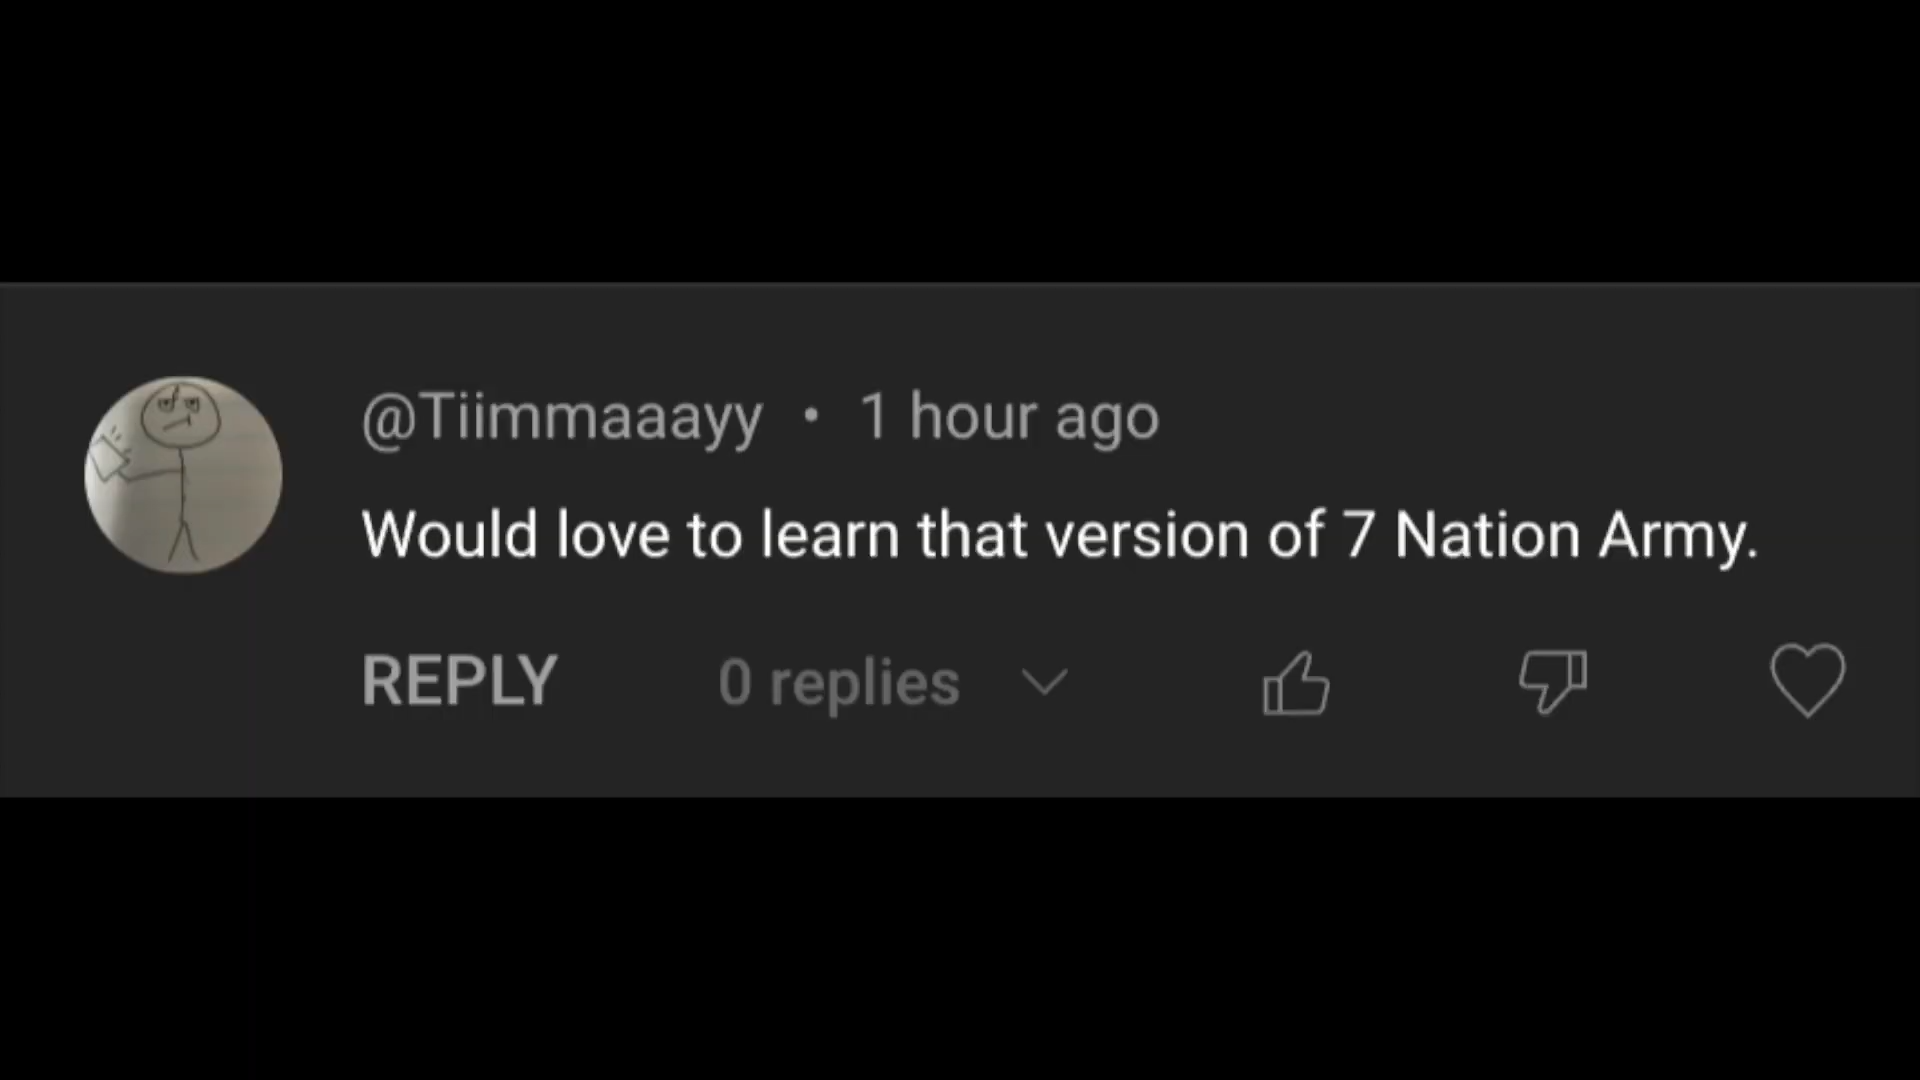 @Tiimmaaayy • 1 hour ago
Would love to learn that version of 7 Nation Army.
REPLY 0 replies